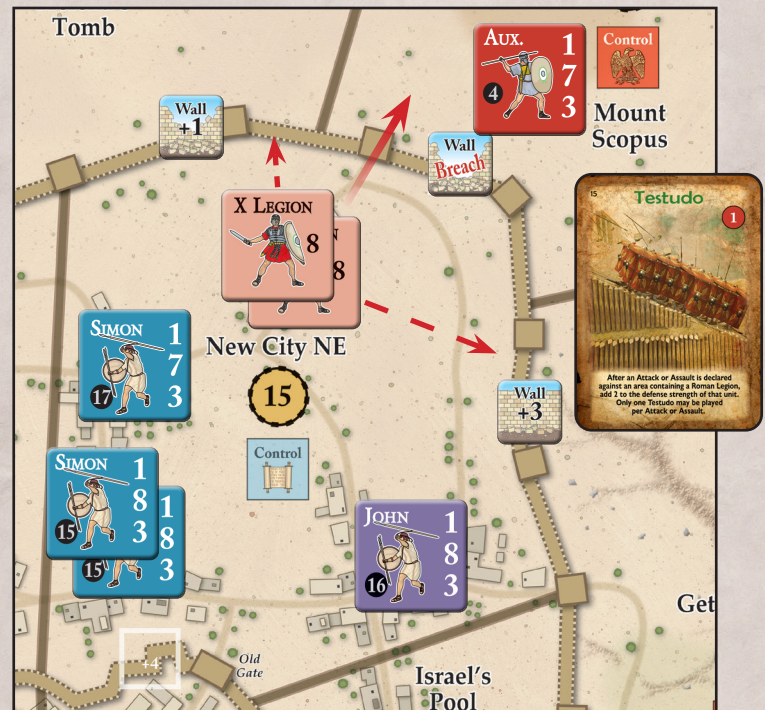 Tomb
AUX.
1
7
3
4
Control
Mount
Scopus
Wall
+1
Wall
Breach
15
Testudo
1
After an Attack or Assault is declared
against an area containing a Roman Legion,
add 2 to the defense strength of that unit.
Only one Testudo may be played
per Attack or Assault.
X LEGION
8
N
8
New City NE
15
Control
SIMON
1
7
3
17
Wall
+3
SIMON
1
8
3
15
1
8
3
15
JOHN
1
8
3
16
Get
+4
Old
Gate
Israel's
Pool